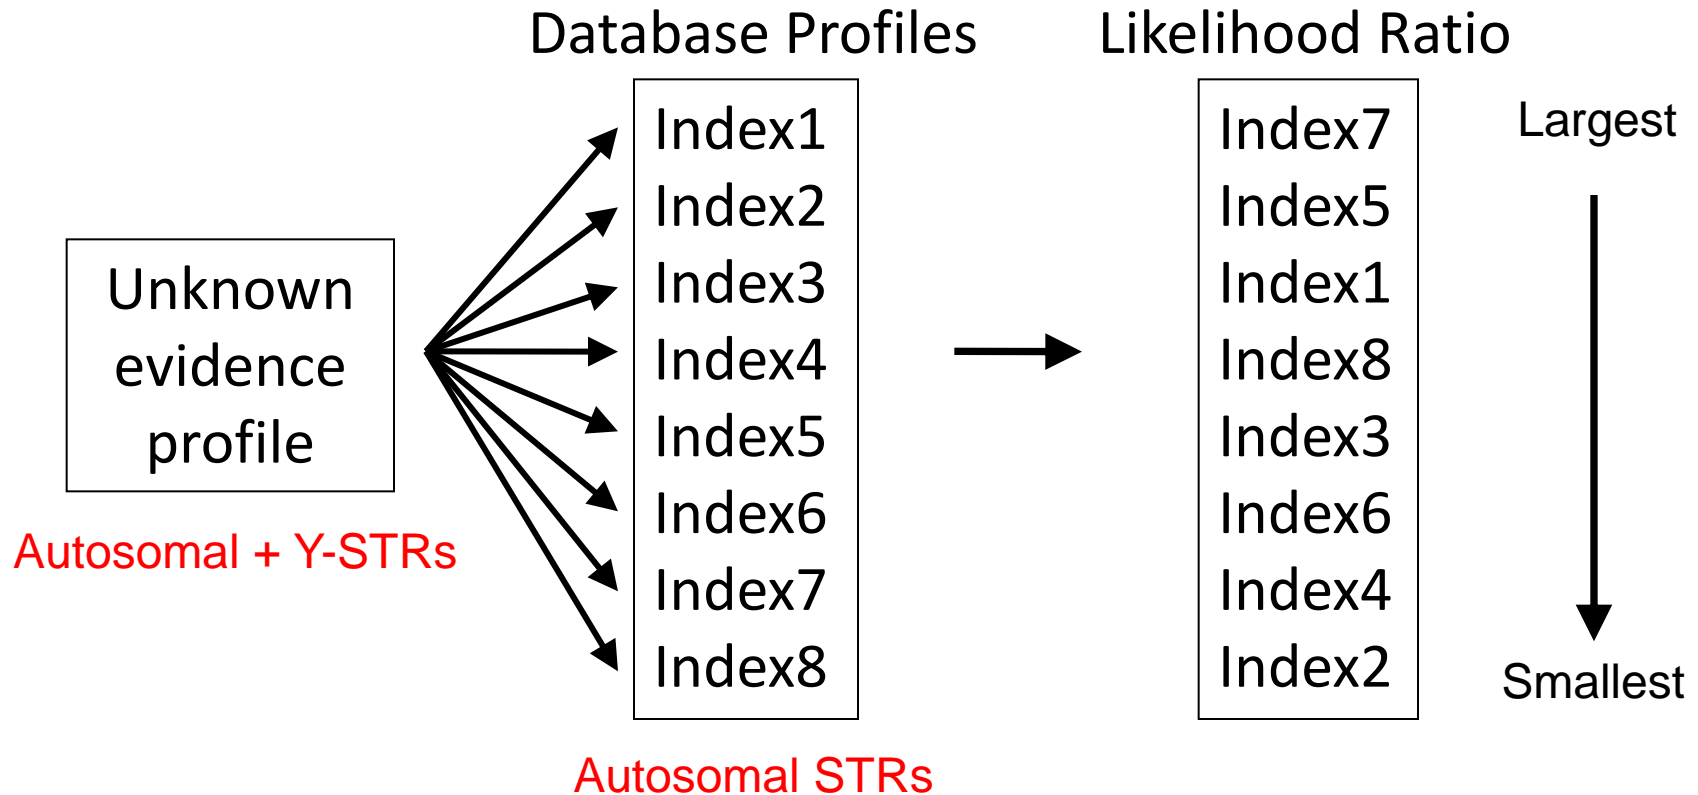 Database Profiles
Likelihood Ratio
Unknown
evidence
profile
Autosomal + Y-STRs
Index1
Index2
Index3
Index4
Index5
Index6
Index7
Index8
Autosomal STRs
Index7
Index5
Index1
Index8
Index3
Index6
Index4
Index2
Largest
Smallest